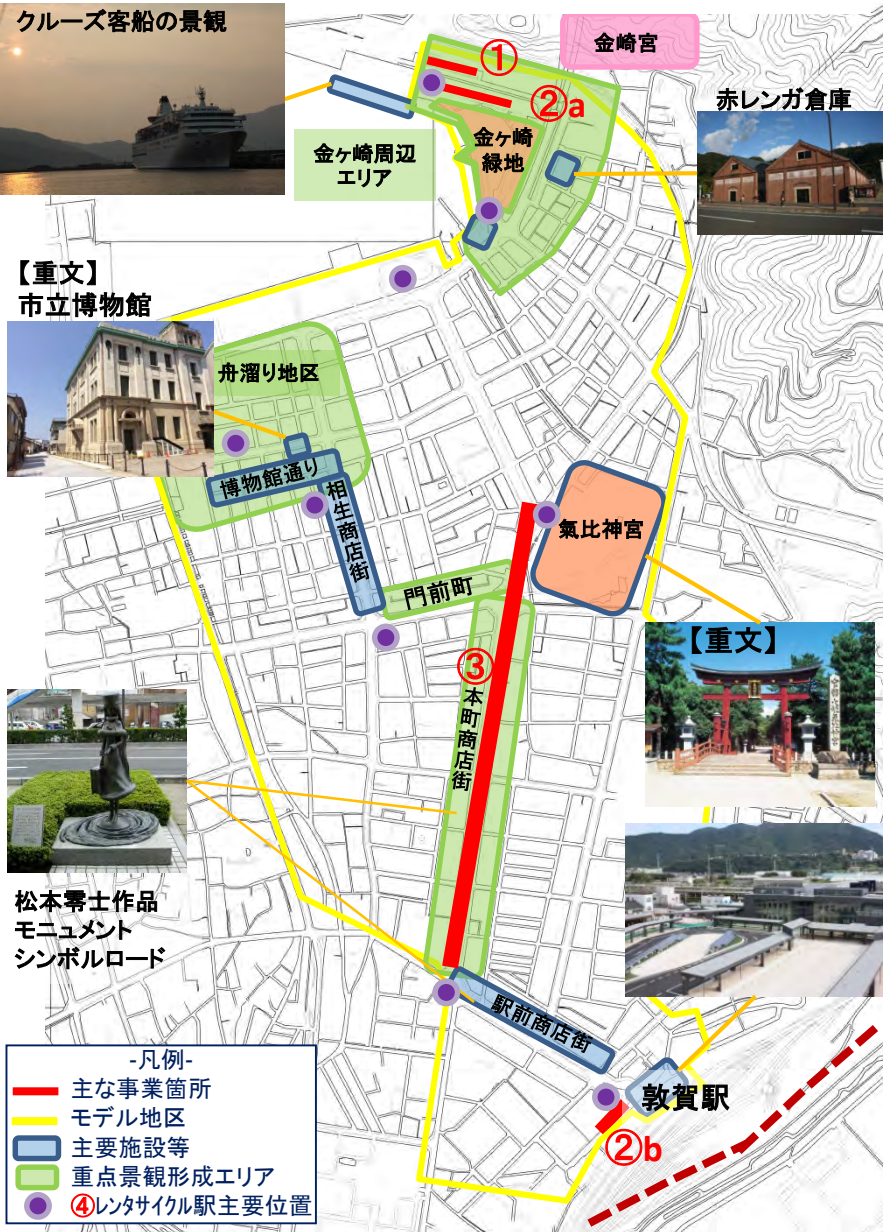 クルーズ客船の景観
①
金崎宮
②a
赤レンガ倉庫
金ヶ崎
緑地
金ヶ崎周辺
エリア
【重文】
市立博物館
舟溜り地区
博物館通り
相生商店街
氣比神宮
門前町
【重文】
③
本町商店街
松本零士作品
モニュメント
シンボルロード
駅前商店街
敦賀駅
②b
-凡例-
主な事業箇所
モデル地区
主要施設等
重点景観形成エリア
④レンタサイクル駅主要位置